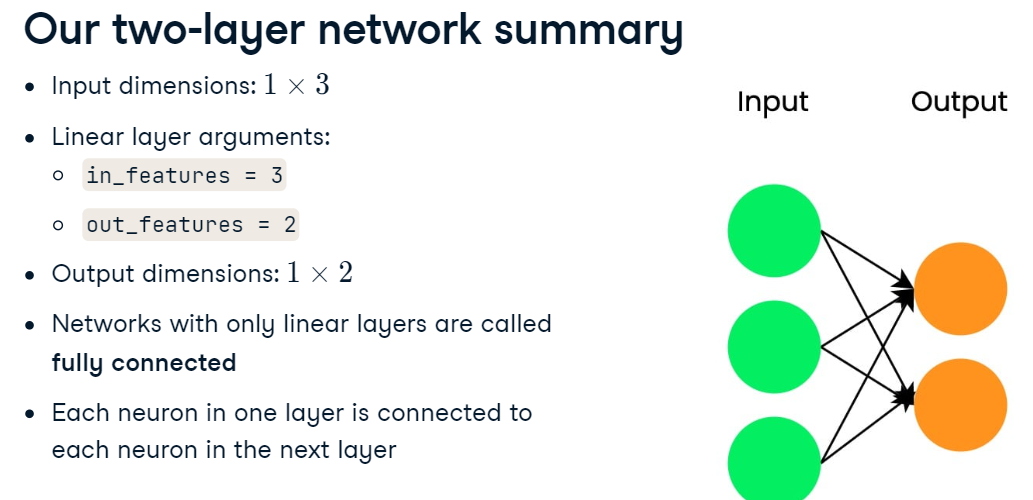 Our two-layer network summary
• Input dimensions: 1 × 3
• Linear layer arguments:
○ in_features = 3
○ out_features = 2
• Output dimensions: 1 × 2
• Networks with only linear layers are called
fully connected
• Each neuron in one layer is connected to
each neuron in the next layer
Input
Output